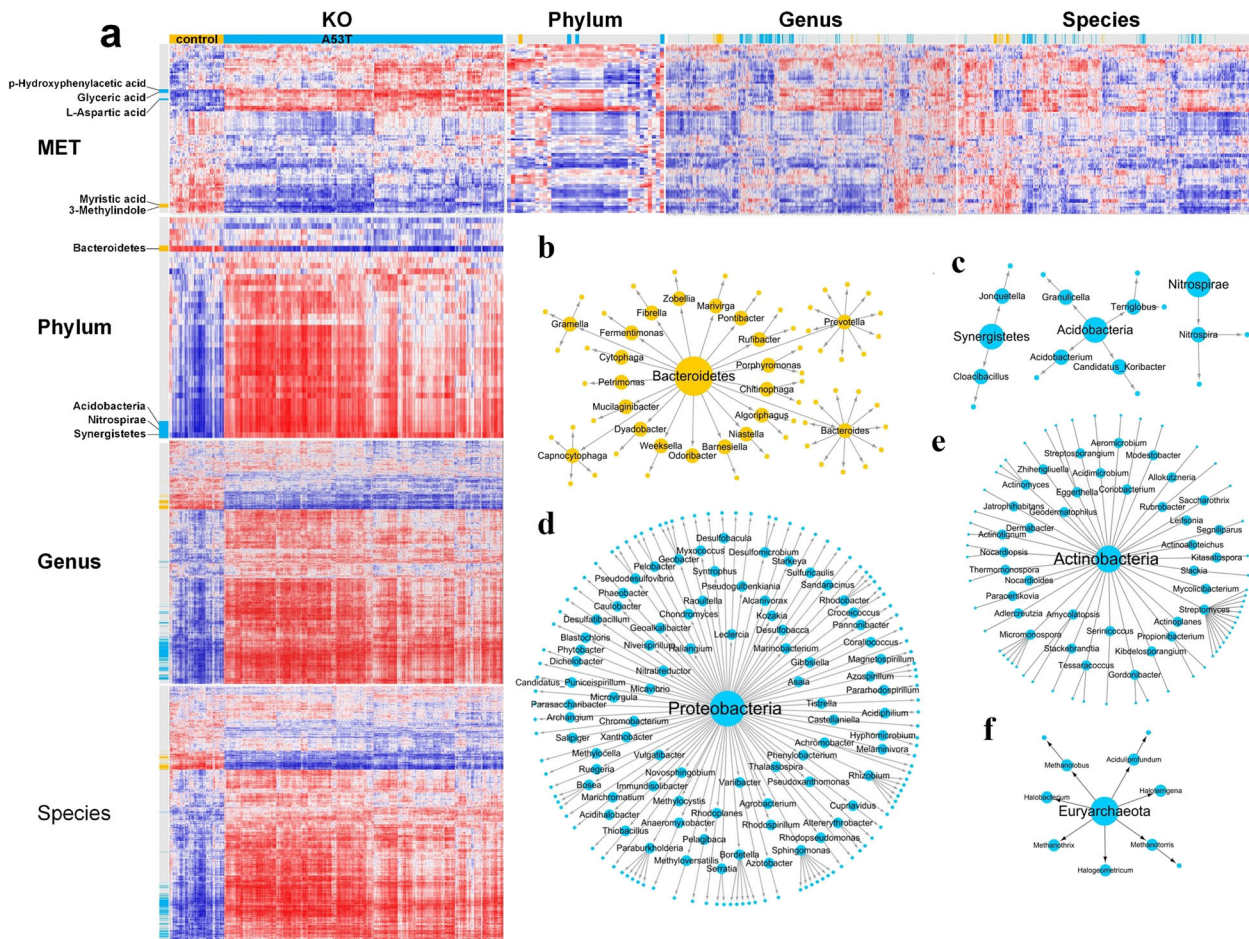 a
KO
Phylum
Genus
Species
control
A53T
p-Hydroxyphenylacetic acid
Glyceric acid
L-Aspartic acid
MET
Myristic acid
3-Methylindole
Bacteroidetes
Phylum
Acidobacteria
Nitrospirae
Synergistetes
Genus
Species
b
Zobellia
Marivirga
Fibrella
Pontibacter
Gramella
Fermentimonas
Rufibacter
Prevotella
Cytophaga
Porphyromonas
Bacteroidetes
Petrimonas
Chitinophaga
Mucilaginibacter
Algoriphagus
Dyadobacter
Niastella
Bacteroides
Weeksella
Barnesiella
Odoribacter
Capnocytophaga
c
Nitrospirae
Jonquetella
Granulicella
Terriglobus
Synergistetes
Acidobacteria
Nitrospira
Acidobacterium
Candidatus_Koribacter
Cloacibacillus
d
Desulfobacula
Myxococcus
Desulfomicrobium
Geobacter
Starkeya
Pelobacter
Syntrophus
Sulfuricaulis
Pseudodesulfovibrio
Pseudogulbenkiania
Sandaracinus
Phaeobacter
Raoultella
Alcanivorax
Rhodobacter
Caulobacter
Chondromyces
Kozakia
Croceicoccus
Desulfatibacillum
Pannonibacter
Geoalkalibacter
Leclercia
Desulfobacca
Blastochloris
Niveispirillum
Haliangium
Marinobacterium
Corallococcus
Phytobacter
Dichelobacter
Gibbsiella
Magnetospirillum
Nitratireductor
Asaia
Azospirillum
Candidatus_Puniceispirillum
Micavibrio
Pararhodospirillum
Microvirgula
Tistrella
Parasaccharibacter
Proteobacteria
Archangium
Chromobacterium
Castellaniella
Acidiphilium
Salipiger
Xanthobacter
Hyphomicrobium
Achromobacter
Melaminivora
Methylocella
Vulgatibacter
Phenylobacterium
Thalassospira
Ruegeria
Novosphingobium
Rhizobium
Bosea
Immundisolibacter
Varibacter
Pseudoxanthomonas
Marichromatium
Methylocystis
Agrobacterium
Cupriavidus
Acidihalobacter
Rhodoplanes
Altererythrobacter
Anaeromyxobacter
Rhodospirillum
Thiobacillus
Pelagibaca
Rhodopseudomonas
Paraburkholderia
Bordetella
Sphingomonas
Methyloversatilis
Azotobacter
Serratia
e
Aeromicrobium
Streptosporangium
Modestobacter
Zhihengliuella
Acidimicrobium
Allokutzneria
Actinomyces
Eggerthella
Coriobacterium
Saccharothrix
Jatrophihabitans
Geodermatophilus
Rubrobacter
Leifsonia
Dermabacter
Segniliparus
Actinotignum
Actinoalloteichus
Nocardiopsis
Actinobacteria
Kitasatospora
Thermomonospora
Slackia
Nocardioides
Paraoerskovia
Mycolicibacterium
Adlercreutzia
Amycolatopsis
Streptomyces
Actinoplanes
Micromonospora
Serinicoccus
Propionibacterium
Stackebrandtia
Kibdelosporangium
Tessaracoccus
Gordonibacter
f
Methanolobus
Aciduliprofundum
Halobacterium
Haloterrigena
Euryarchaeota
Methanothrix
Methanotorris
Halogeometricum